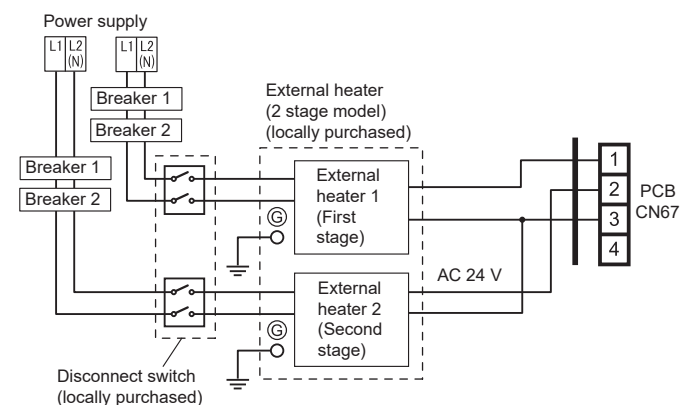 Power supply
L1 L2
(N)
L1 L2
(N)
Breaker 1
Breaker 2
Breaker 1
Breaker 2
External heater
(2 stage model)
(locally purchased)
External
heater 1
(First
stage)
G
External
heater 2
(Second
stage)
G
AC 24 V
1
2
3
4
PCB
CN67
Disconnect switch
(locally purchased)